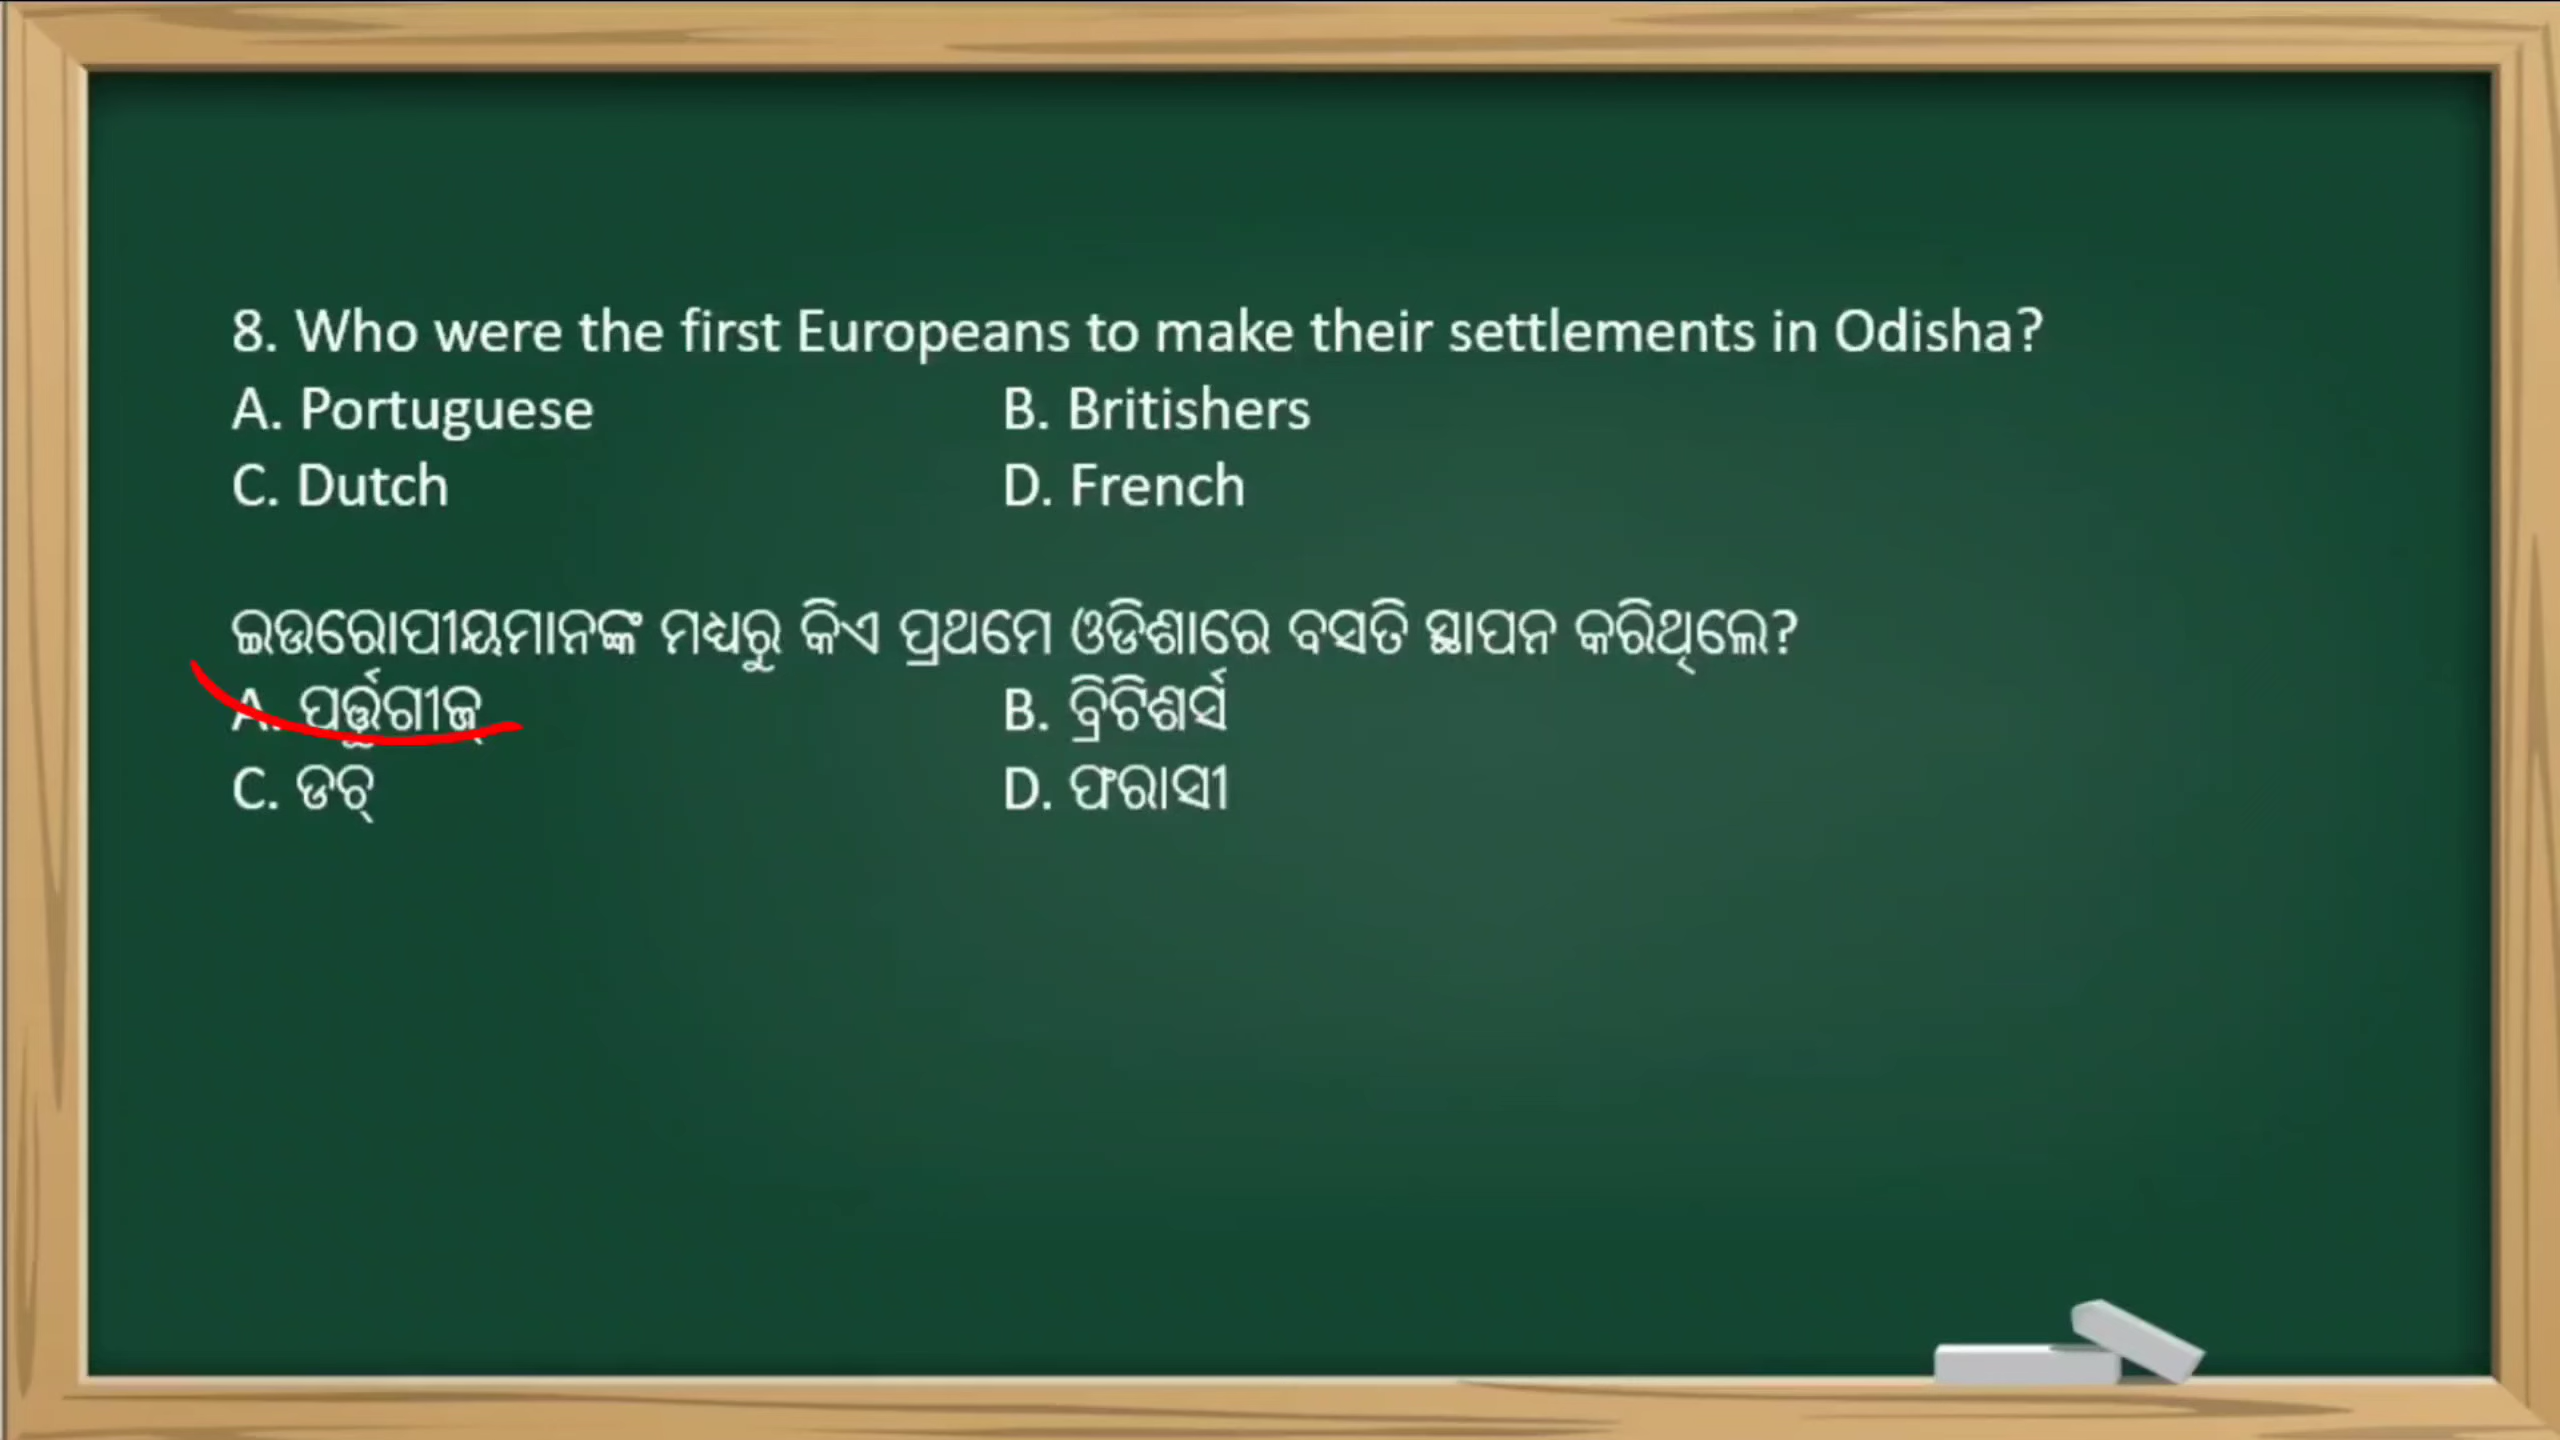 8. Who were the first Europeans to make their settlements in Odisha?
A. Portuguese B. Britishers
C. Dutch D. French
ଇଉରୋପୀୟମାନଙ୍କ ମଧ୍ୟରୁ କିଏ ପ୍ରଥମେ ଓଡିଶାରେ ବସତି ସ୍ଥାପନ କରିଥିଲେ?
A. ପର୍ତ୍ତୁଗୀଜ୍ B. ବ୍ରିଟିଶର୍ସ
C. ଡଚ୍ D. ଫରାସୀ